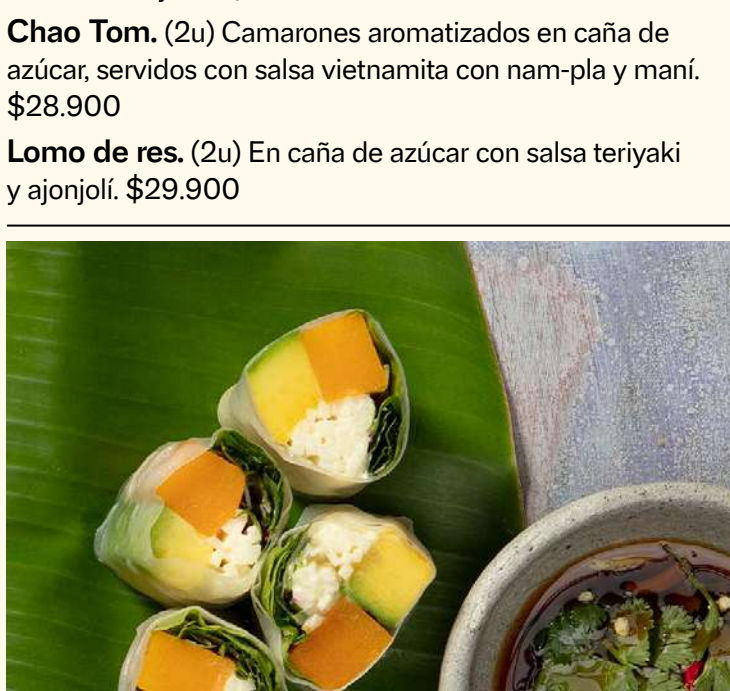 Chao Tom. (2u) Camarones aromatizados en caña de
azúcar, servidos con salsa vietnamita con nam-pla y maní.
$28.900
Lomo de res. (2u) En caña de azúcar con salsa teriyaki
y ajonjolí. $29.900